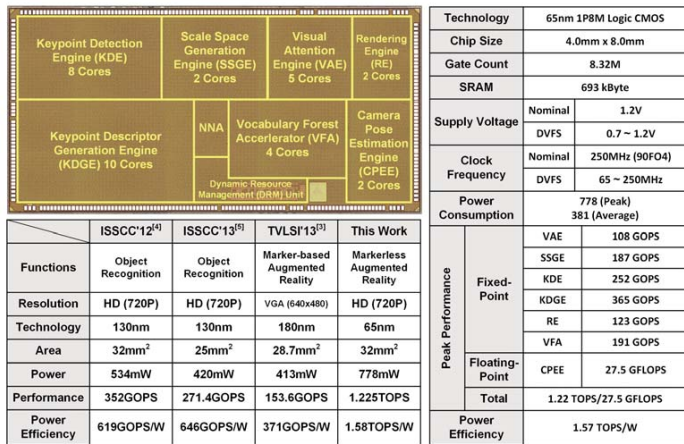 Keypoint Detection
Engine (KDE)
8 Cores
Scale Space
Generation
Engine (SSGE)
2 Cores
Visual
Attention
Engine (VAE)
5 Cores
Rendering
Engine
(RE)
2 Cores
Keypoint Descriptor
Generation Engine
(KDGE) 10 Cores
NNA
Vocabulary Forest
Accerlerator (VFA)
4 Cores
Camera
Pose
Estimation
Engine
(CPEE)
2 Cores
Dynamic Resource
Management (DRM) Unit
ISSCC'12[4] ISSCC'13[5] TVLSI'13[3] This Work
Functions Object Recognition Object Recognition Marker-based Augmented Reality Markerless Augmented Reality
Resolution HD (720P) HD (720P) VGA (640x480) HD (720P)
Technology 130nm 130nm 180nm 65nm
Area 32mm² 25mm² 28.7mm² 32mm²
Power 534mW 420mW 413mW 778mW
Performance 352GOPS 271.4GOPS 153.6GOPS 1.225TOPS
Power Efficiency 619GOPS/W 646GOPS/W 371GOPS/W 1.58TOPS/W
Technology 65nm 1P8M Logic CMOS
Chip Size 4.0mm x 8.0mm
Gate Count 8.32M
SRAM 693 kByte
Supply Voltage Nominal 1.2V
DVFS 0.7 ~ 1.2V
Clock Frequency Nominal 250MHz (90FO4)
DVFS 65 ~ 250MHz
Power Consumption 778 (Peak)
381 (Average)
Peak Performance
Fixed-Point
VAE 108 GOPS
SSGE 187 GOPS
KDE 252 GOPS
KDGE 365 GOPS
RE 123 GOPS
VFA 191 GOPS
Floating-Point CPEE 27.5 GFLOPS
Total 1.22 TOPS/27.5 GFLOPS
Power Efficiency 1.57 TOPS/W